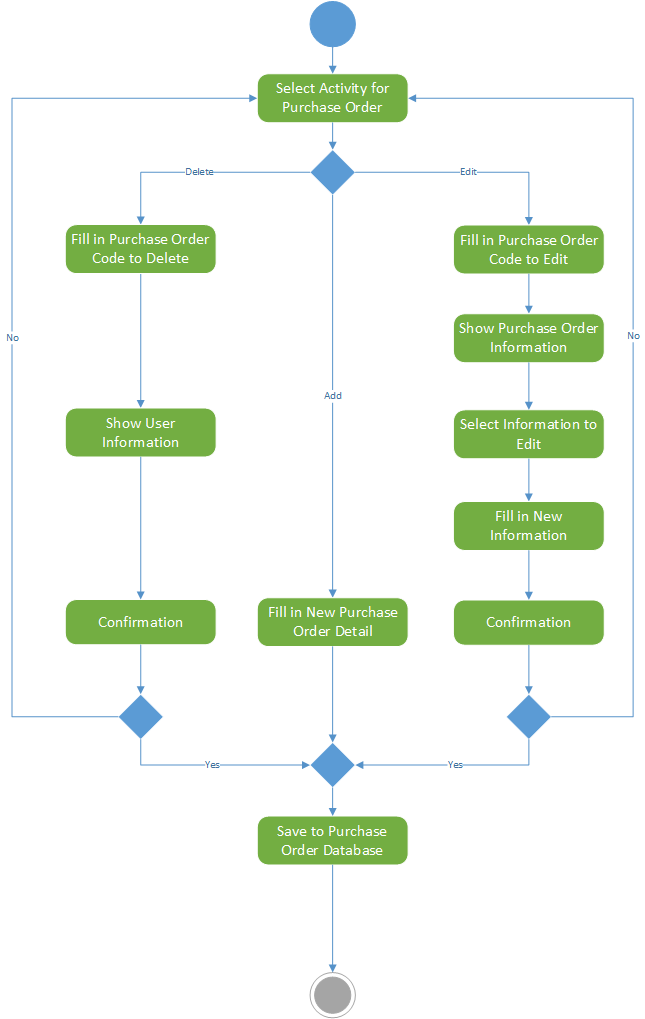 Select Activity for
Purchase Order
Delete
Edit
Fill in Purchase Order
Code to Delete
Fill in Purchase Order
Code to Edit
Show Purchase Order
Information
No
No
Add
Show User
Information
Select Information to
Edit
Fill in New
Information
Confirmation
Fill in New Purchase
Order Detail
Confirmation
Yes
Yes
Save to Purchase
Order Database